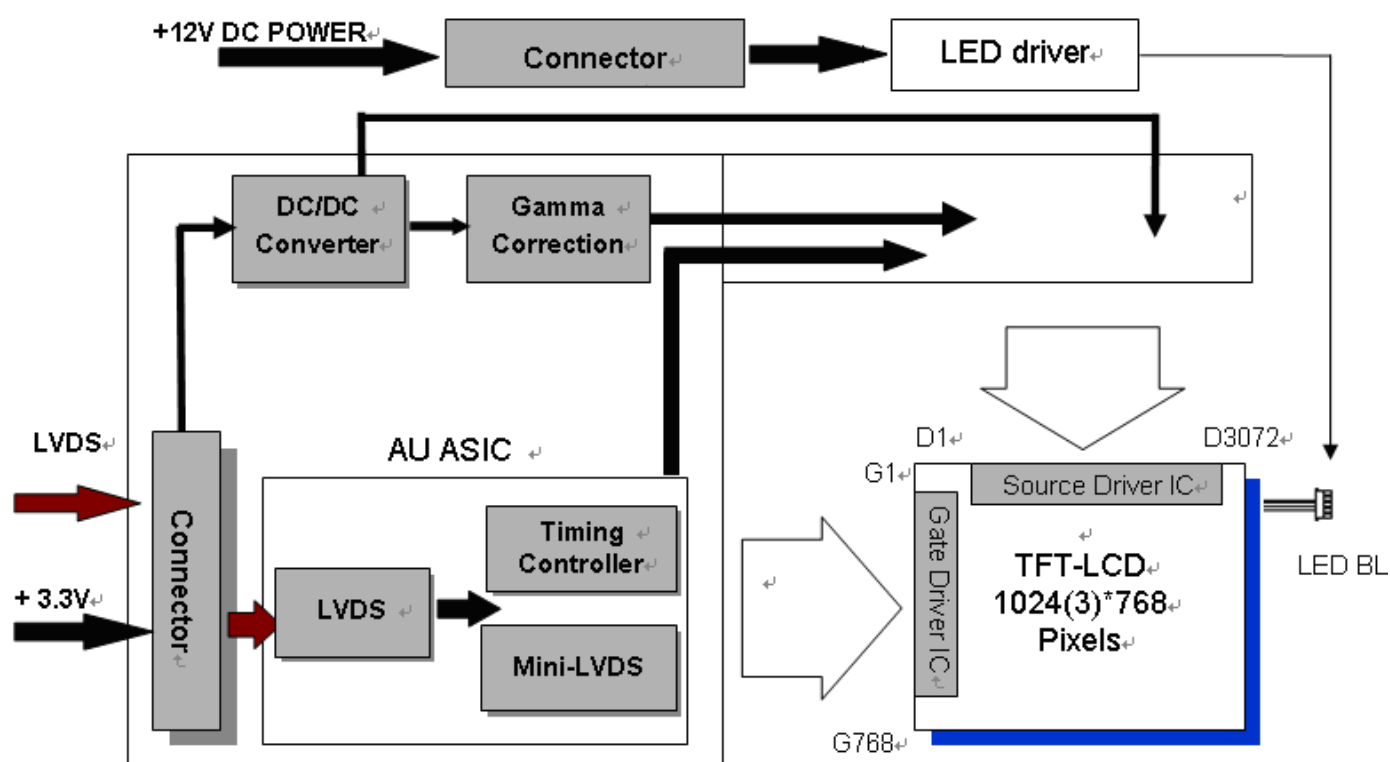 +12V DC POWER
Connector
LED driver
DC/DC
Converter
Gamma
Correction
LVDS
+ 3.3V
Connector
AU ASIC
LVDS
Timing
Controller
Mini-LVDS
D1
D3072
G1
Source Driver IC
Gate Driver IC
TFT-LCD
1024(3)*768
Pixels
G768
LED BL